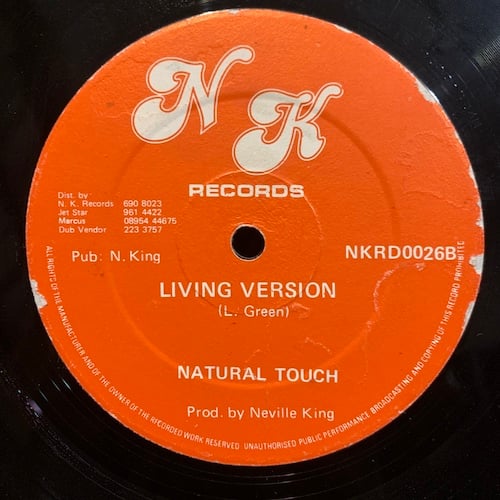 N K
RECORDS
Dist. by
N. K. Records 690 8023
Jet Star 961 4422
Marcus 08954 44675
Dub Vendor 223 3757
Pub: N. King
NKRD0026B
LIVING VERSION
(L. Green)
NATURAL TOUCH
Prod. by Neville King
ALL RIGHTS OF THE MANUFACTURER AND OF THE OWNER OF THE RECORDED WORK RESERVED UNAUTHORISED PUBLIC PERFORMANCE BROADCASTING AND COPYING OF THIS RECORD PROHIBITED